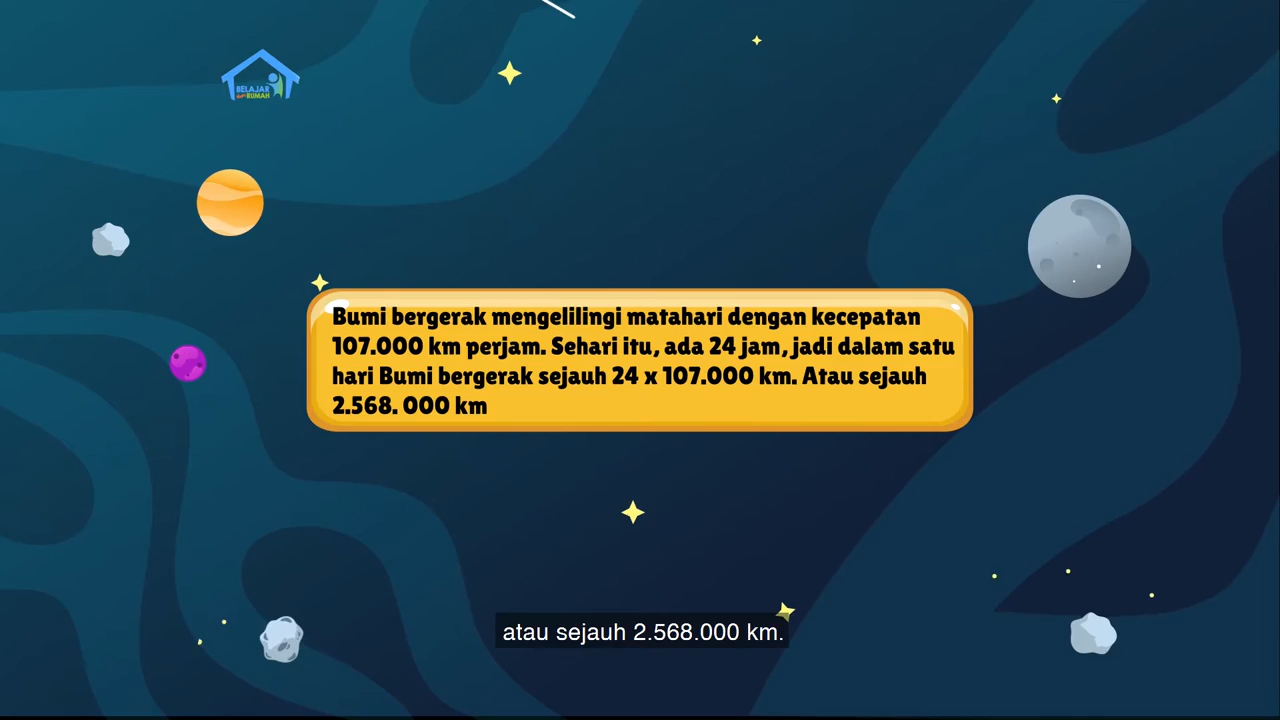 BELAJAR
dari RUMAH
Bumi bergerak mengelilingi matahari dengan kecepatan
107.000 km perjam. Sehari itu, ada 24 jam, jadi dalam satu
hari Bumi bergerak sejauh 24 x 107.000 km. Atau sejauh
2.568. 000 km
atau sejauh 2.568.000 km.